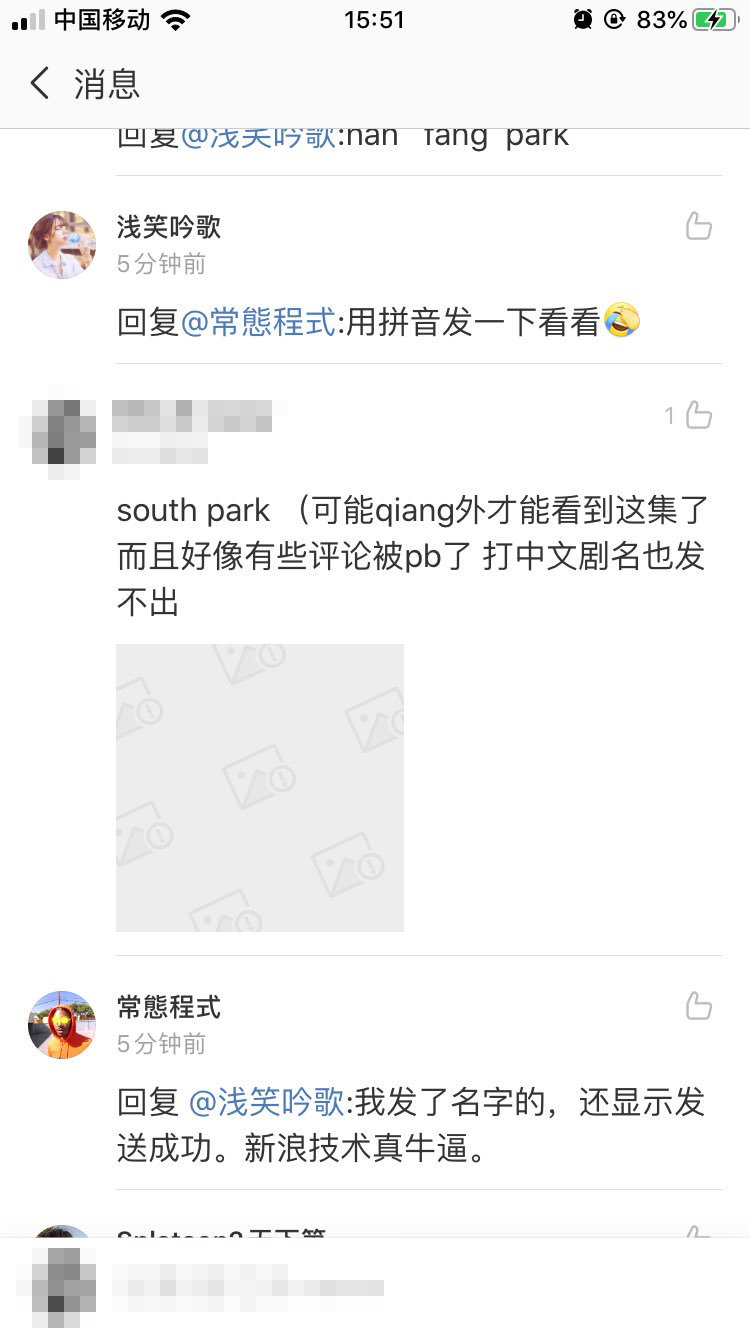 中国移动
15:51
83%
消息
回复@浅笑吟歌:nan fang park
浅笑吟歌
5分钟前
回复@常態程式:用拼音发一下看看🤣
1
south park （可能qiang外才能看到这集了
而且好像有些评论被pb了 打中文剧名也发
不出
常態程式
5分钟前
回复 @浅笑吟歌:我发了名字的，还显示发
送成功。新浪技术真牛逼。